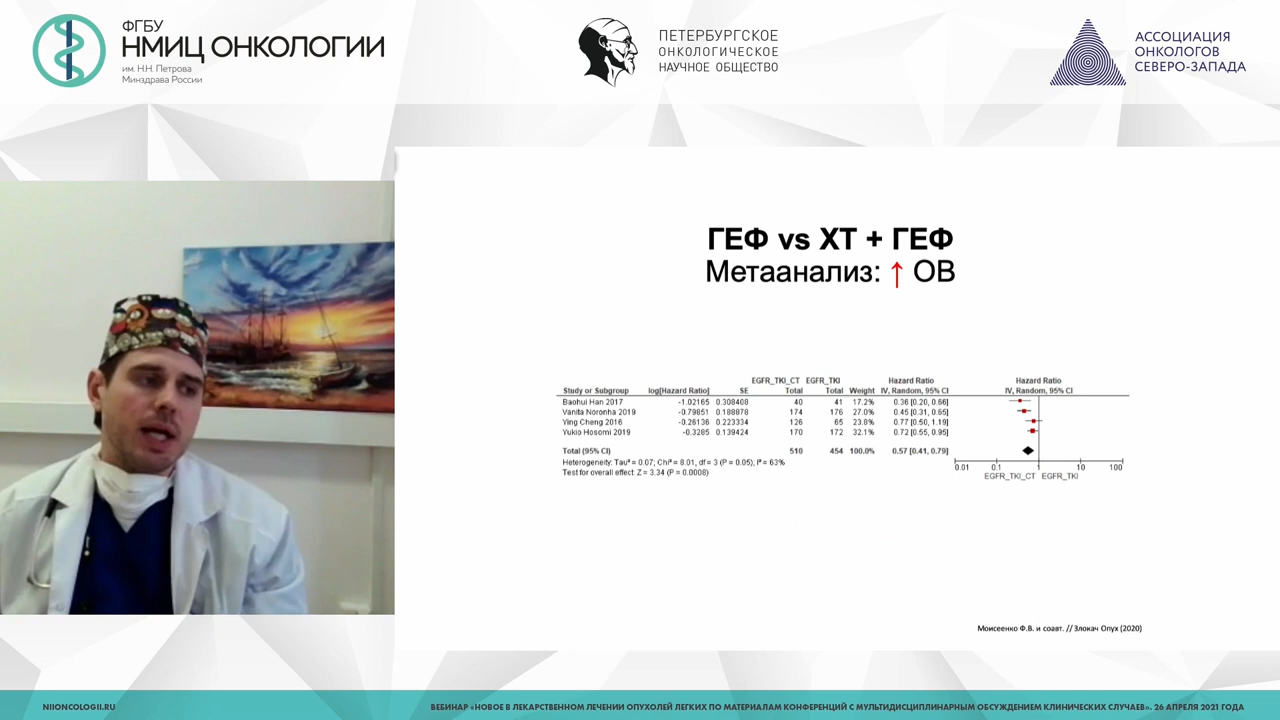 ФГБУ
НМИЦ ОНКОЛОГИИ
им. Н.Н. Петрова
Минздрава России
ПЕТЕРБУРГСКОЕ
ОНКОЛОГИЧЕСКОЕ
НАУЧНОЕ ОБЩЕСТВО
АССОЦИАЦИЯ
ОНКОЛОГОВ
СЕВЕРО-ЗАПАДА
ГЕФ vs ХТ + ГЕФ
Метаанализ: ↑ ОВ
EGFR_TKI_CT EGFR_TKI Hazard Ratio Hazard Ratio
Study or Subgroup log[Hazard Ratio] SE Total Total Weight IV, Random, 95% CI IV, Random, 95% CI
Baohui Han 2017 -1.02165 0.308408 40 41 17.2% 0.36 [0.20, 0.66]
Vanita Noronha 2019 -0.79851 0.188878 174 176 27.0% 0.45 [0.31, 0.65]
Ying Cheng 2016 -0.26136 0.223334 126 65 23.8% 0.77 [0.50, 1.19]
Yukio Hosomi 2019 -0.3285 0.139424 170 172 32.1% 0.72 [0.55, 0.95]
Total (95% CI) 510 454 100.0% 0.57 [0.41, 0.79]
Heterogeneity: Tau² = 0.07; Chi² = 8.01, df = 3 (P = 0.05); I² = 63%
Test for overall effect: Z = 3.34 (P = 0.0008)
0.01 0.1 1 10 100
EGFR_TKI_CT EGFR_TKI
Моисеенко Ф.В. и соавт. // Злокач Опух (2020)
NIIONCOLOGII.RU
ВЕБИНАР «НОВОЕ В ЛЕКАРСТВЕННОМ ЛЕЧЕНИИ ОПУХОЛЕЙ ЛЕГКИХ ПО МАТЕРИАЛАМ КОНФЕРЕНЦИЙ С МУЛЬТИДИСЦИПЛИНАРНЫМ ОБСУЖДЕНИЕМ КЛИНИЧЕСКИХ СЛУЧАЕВ». 26 АПРЕЛЯ 2021 ГОДА